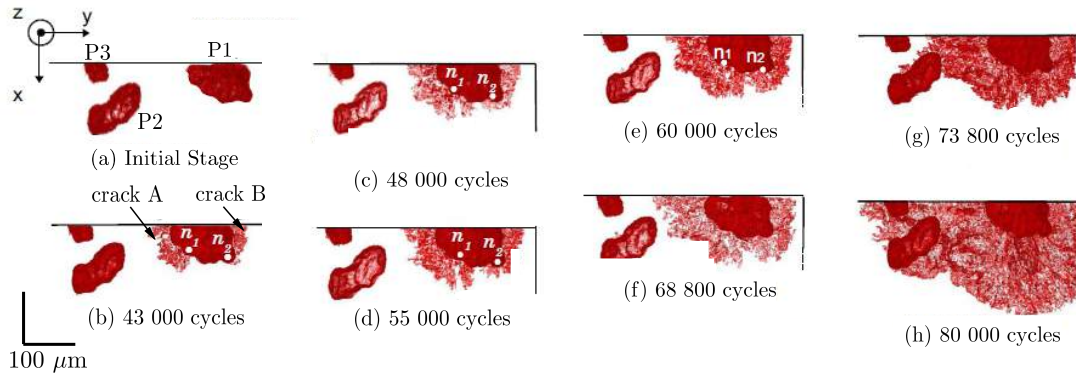 z
y
x
P3
P1
P2
(a) Initial Stage
crack A
crack B
n1
n2
(b) 43 000 cycles
100 μm
n1
n2
(c) 48 000 cycles
n1
n2
(d) 55 000 cycles
n1
n2
(e) 60 000 cycles
(f) 68 800 cycles
(g) 73 800 cycles
(h) 80 000 cycles